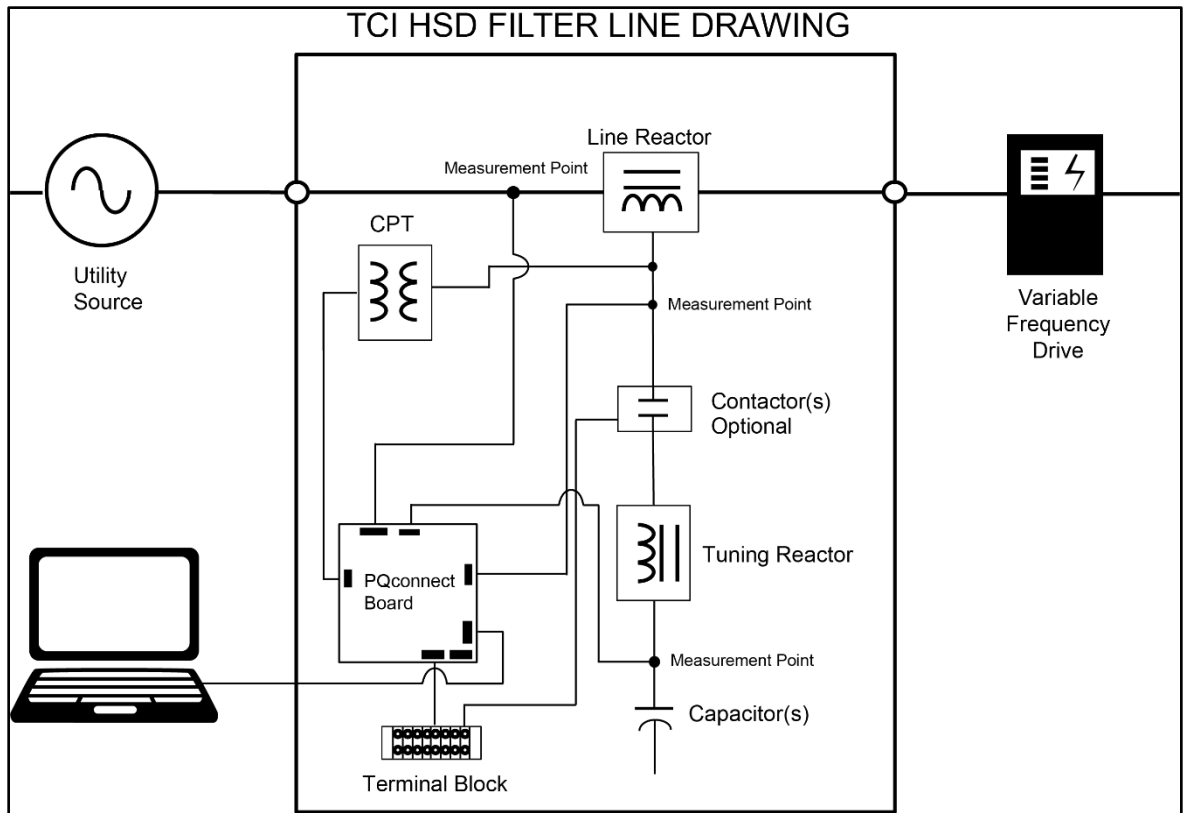 TCI HSD FILTER LINE DRAWING
Line Reactor
Measurement Point
CPT
Utility
Source
Measurement Point
Variable
Frequency
Drive
Contactor(s)
Optional
Tuning Reactor
PQconnect
Board
Measurement Point
Capacitor(s)
Terminal Block